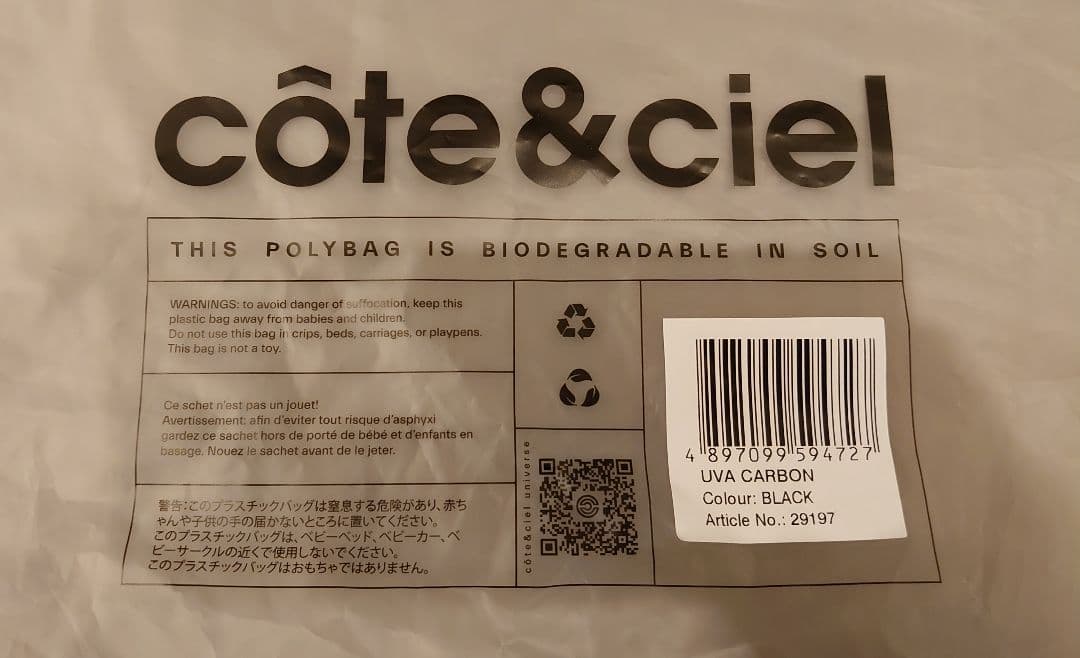 côte&ciel
THIS POLYBAG IS BIODEGRADABLE IN SOIL
WARNINGS: to avoid danger of suffocation, keep this
plastic bag away from babies and children.
Do not use this bag in crips, beds, carriages, or playpens.
This bag is not a toy.
Ce schet n'est pas un jouet!
Avertissement: afin d'eviter tout risque d'asphyxi
gardez ce sachet hors de porté de bébé et d'enfants en
basage. Nouez le sachet avant de le jeter.
警告:このプラスチックバッグは窒息する危険があり、赤ち
ゃんや子供の手の届かないところに置いてください。
このプラスチックバッグは、ベビーベッド、ベビーカー、ベ
ビーサークルの近くで使用しないでください。
このプラスチックバッグはおもちゃではありません。
côte&ciel universe
4 897099 594727
UVA CARBON
Colour: BLACK
Article No.: 29197